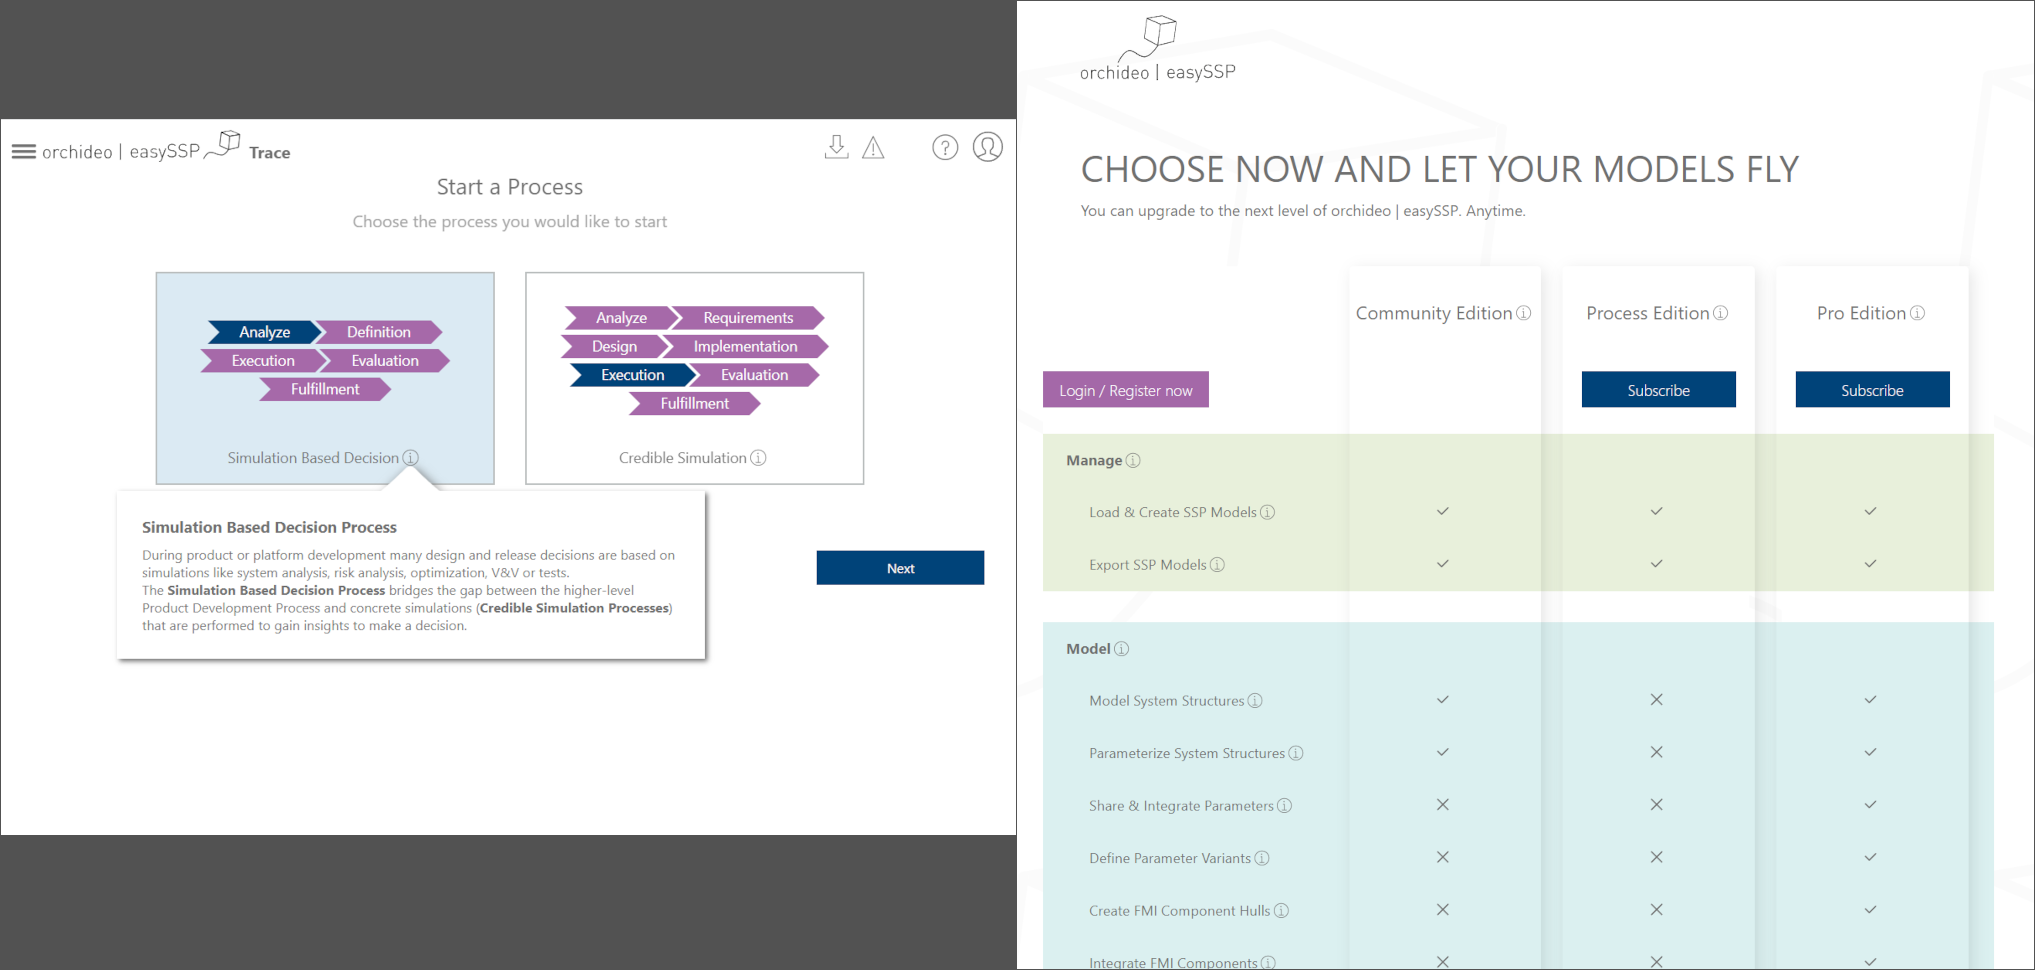 orchideo | easySSP Trace
Start a Process
Choose the process you would like to start
Analyze Definition
Execution Evaluation
Fulfillment
Simulation Based Decision
Analyze Requirements
Design Implementation
Execution Evaluation
Fulfillment
Credible Simulation
Simulation Based Decision Process
During product or platform development many design and release decisions are based on
simulations like system analysis, risk analysis, optimization, V&V or tests.
The Simulation Based Decision Process bridges the gap between the higher-level
Product Development Process and concrete simulations (Credible Simulation Processes)
that are performed to gain insights to make a decision.
Next
orchideo | easySSP
CHOOSE NOW AND LET YOUR MODELS FLY
You can upgrade to the next level of orchideo | easySSP. Anytime.
Community Edition Process Edition Pro Edition
Login / Register now Subscribe Subscribe
Manage
Load & Create SSP Models
Export SSP Models
Model
Model System Structures
Parameterize System Structures
Share & Integrate Parameters
Define Parameter Variants
Create FMI Component Hulls
Integrate FMI Components